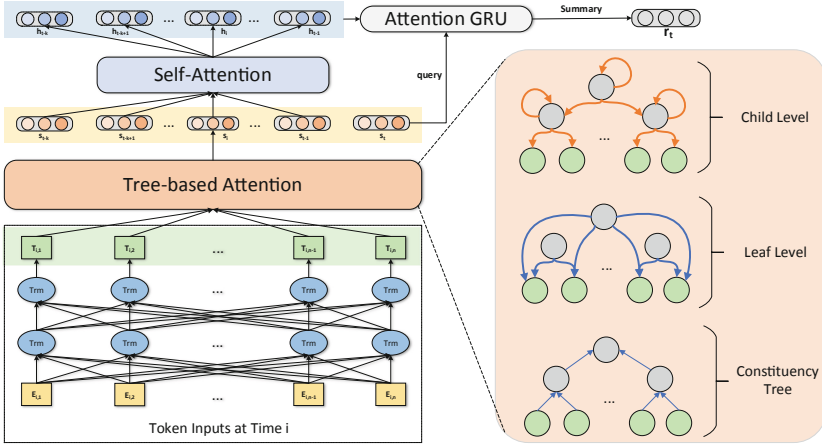 h_{t-k} h_{t-k+1} ... h_i ... h_{t-1}
Attention GRU
Summary
r_t
Self-Attention
query
s_{t-k} s_{t-k+1} ... s_i ... s_{t-1} s_t
Tree-based Attention
T_{i,1} T_{i,2} ... T_{i,n-1} T_{i,n}
Trm Trm ... Trm Trm
Trm Trm ... Trm Trm
E_{i,1} E_{i,2} ... E_{i,n-1} E_{i,n}
Token Inputs at Time i
...
Child Level
...
Leaf Level
...
Constituency
Tree